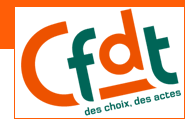 Cfdt
des choix, des actes